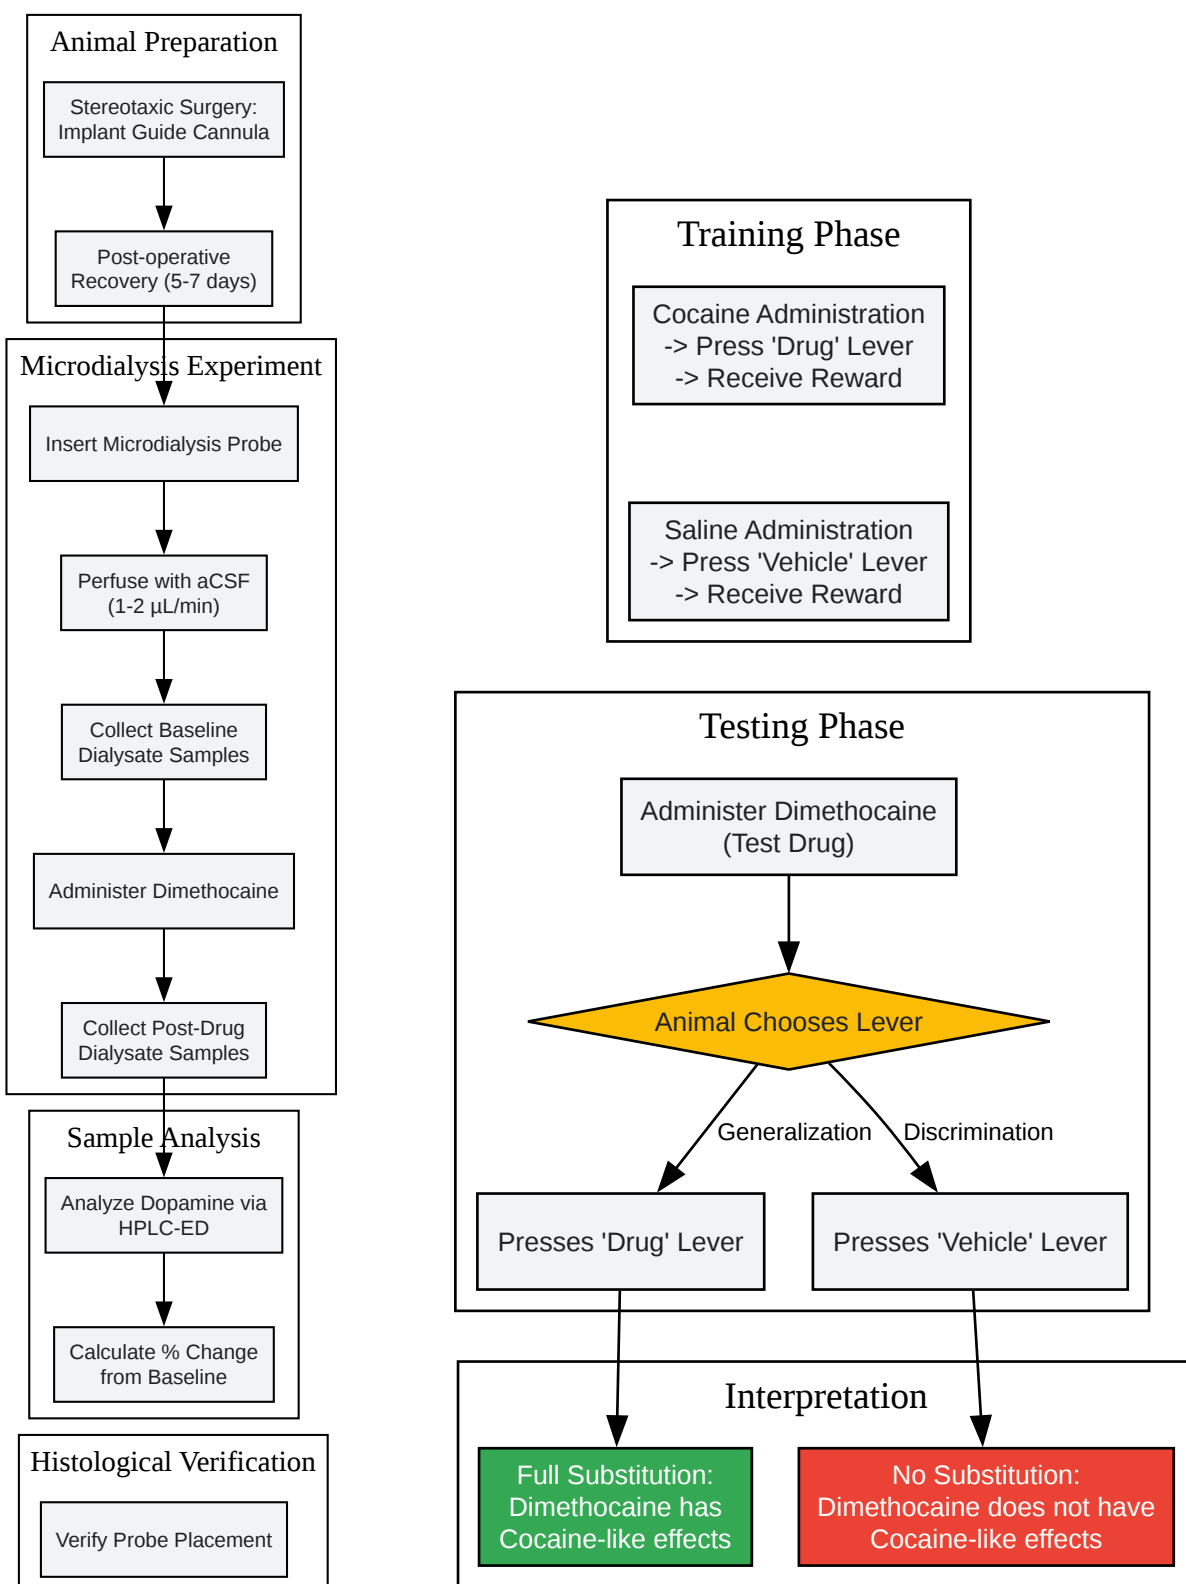 Animal Preparation
Stereotaxic Surgery:
Implant Guide Cannula
Post-operative
Recovery (5-7 days)
Microdialysis Experiment
Insert Microdialysis Probe
Perfuse with aCSF
(1-2 µL/min)
Collect Baseline
Dialysate Samples
Administer Dimethocaine
Collect Post-Drug
Dialysate Samples
Sample Analysis
Analyze Dopamine via
HPLC-ED
Calculate % Change
from Baseline
Histological Verification
Verify Probe Placement
Training Phase
Cocaine Administration
-> Press 'Drug' Lever
-> Receive Reward
Saline Administration
-> Press 'Vehicle' Lever
-> Receive Reward
Testing Phase
Administer Dimethocaine
(Test Drug)
Animal Chooses Lever
Generalization
Discrimination
Presses 'Drug' Lever
Presses 'Vehicle' Lever
Interpretation
Full Substitution:
Dimethocaine has
Cocaine-like effects
No Substitution:
Dimethocaine does not have
Cocaine-like effects